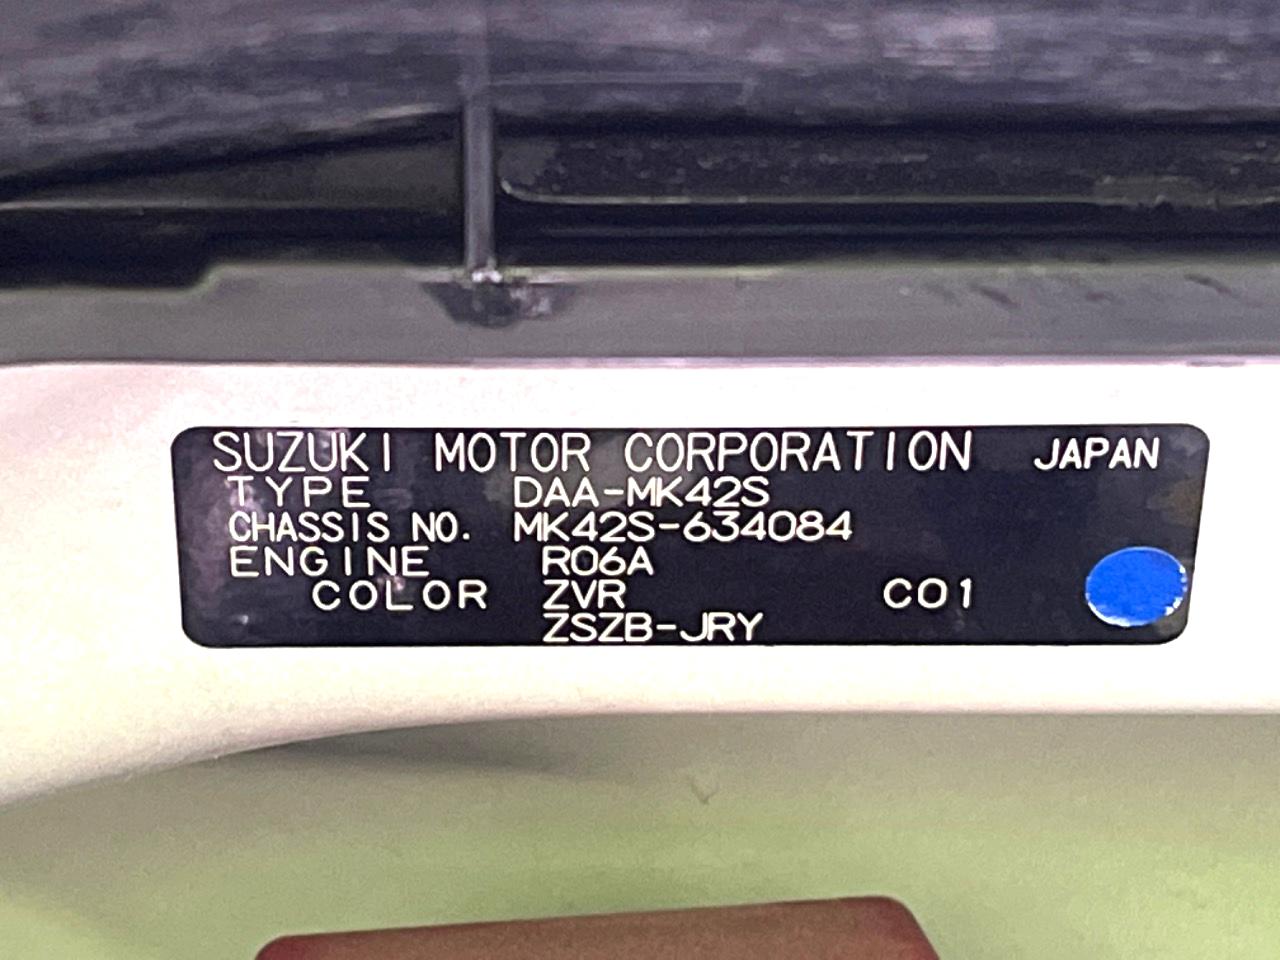 SUZUKI MOTOR CORPORATION JAPAN
TYPE DAA-MK42S
CHASSIS NO. MK42S-634084
ENGINE R06A
COLOR ZVR C01
ZSZB-JRY